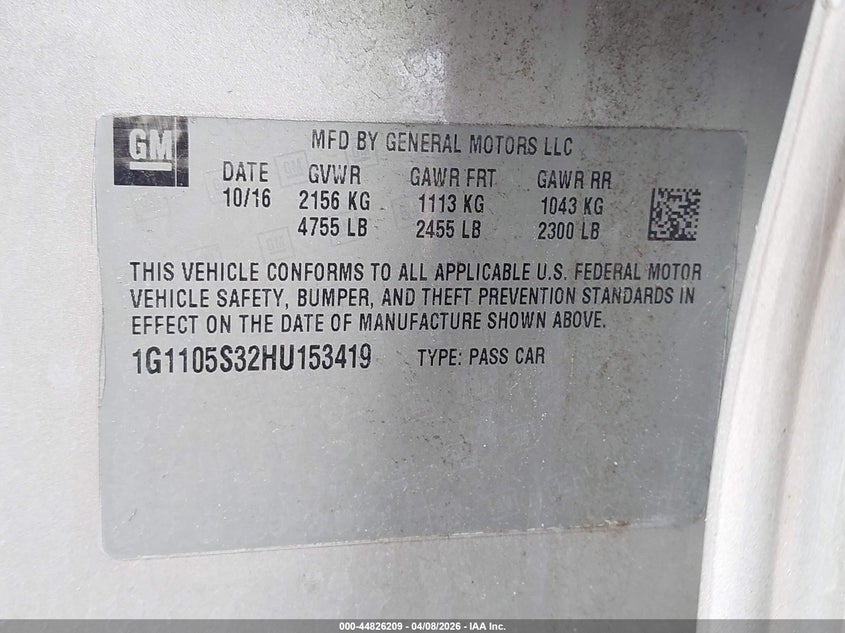 GM
MFD BY GENERAL MOTORS LLC
DATE GVWR GAWR FRT GAWR RR
10/16 2156 KG 1113 KG 1043 KG
4755 LB 2455 LB 2300 LB
THIS VEHICLE CONFORMS TO ALL APPLICABLE U.S. FEDERAL MOTOR
VEHICLE SAFETY, BUMPER, AND THEFT PREVENTION STANDARDS IN
EFFECT ON THE DATE OF MANUFACTURE SHOWN ABOVE.
1G1105S32HU153419 TYPE: PASS CAR
000-44826209 - 04/08/2026 - IAA Inc.